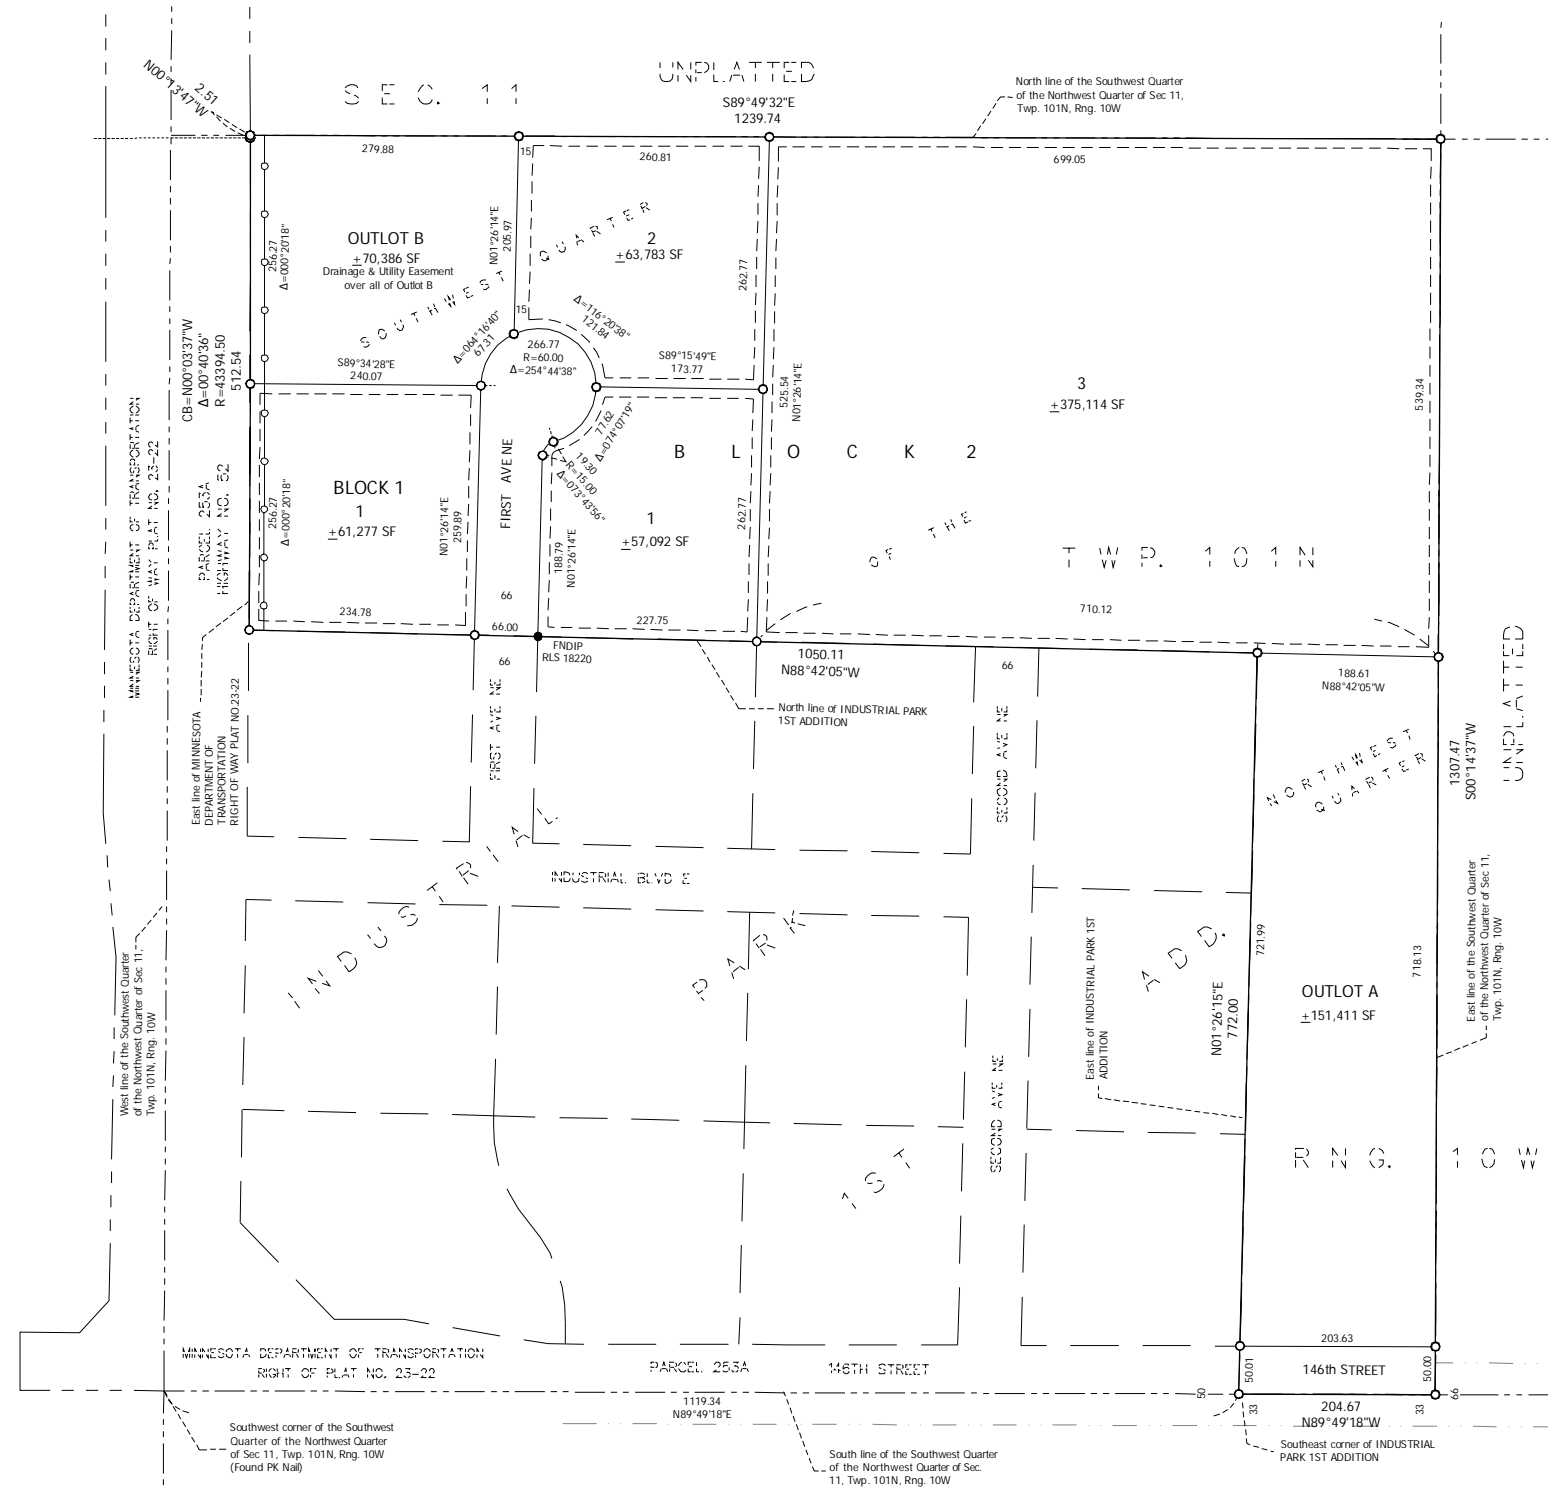 UNPLATTED
SEC. 11
S89°49'32"E
1239.74
North line of the Southwest Quarter
of the Northwest Quarter of Sec 11,
Twp. 101N, Rng. 10W
2.51
N00°13'47"W
279.88
15
260.81
699.05
OUTLOT B
+70,386 SF
Drainage & Utility Easement
over all of Outlot B
256.27
Δ=000°20'18"
N01°26'14"E
205.97
SOUTHWEST QUARTER
2
+63,783 SF
262.77
15
Δ=116°20'38"
121.84
Δ=064°16'40"
67.31
266.77
R=60.00
Δ=254°44'38"
S89°34'28"E
240.07
S89°15'49"E
173.77
CB=N00°03'37"W
Δ=00°40'36"
R=43394.50
512.54
525.54
N01°26'14"E
3
+375,114 SF
539.34
77.62
Δ=074°07'19"
19.30
R=15.00
Δ=073°43'56"
BLOCK 2
MINNESOTA DEPARTMENT OF TRANSPORTATION
RIGHT OF WAY PLAT NO. 23-22
PARCEL 253A
HIGHWAY NO. 52
BLOCK 1
1
+61,277 SF
256.27
Δ=000°20'18"
N01°26'14"E
259.89
FIRST AVE NE
188.79
N01°26'14"E
1
+57,092 SF
262.77
OF THE
TWP. 101N
234.78
66
66.00
227.75
710.12
FNDIP
RLS 18220
66
1050.11
N88°42'05"W
66
188.61
N88°42'05"W
UNPLATTED
East line of MINNESOTA
DEPARTMENT OF
TRANSPORTATION
RIGHT OF WAY PLAT NO.23-22
FIRST AVE NE
North line of INDUSTRIAL PARK
1ST ADDITION
SECOND AVE NE
NORTHWEST
QUARTER
1307.47
S00°14'37"W
INDUSTRIAL PARK 1ST ADD.
INDUSTRIAL BLVD E
West line of the Southwest Quarter
of the Northwest Quarter of Sec 11,
Twp. 101N, Rng. 10W
East line of INDUSTRIAL PARK 1ST
ADDITION
721.99
N01°26'15"E
772.00
OUTLOT A
+151,411 SF
718.13
East line of the Southwest Quarter
of the Northwest Quarter of Sec 11,
Twp. 101N, Rng. 10W
SECOND AVE NE
RNG. 10W
203.63
MINNESOTA DEPARTMENT OF TRANSPORTATION
RIGHT OF PLAT NO. 23-22
PARCEL 253A
146TH STREET
50.01
146th STREET
50.00
1119.34
N89°49'18"E
50
33
204.67
N89°49'18"W
33
66
Southwest corner of the Southwest
Quarter of the Northwest Quarter
of Sec 11, Twp. 101N, Rng. 10W
(Found PK Nail)
South line of the Southwest Quarter
of the Northwest Quarter of Sec.
11, Twp. 101N, Rng. 10W
Southeast corner of INDUSTRIAL
PARK 1ST ADDITION